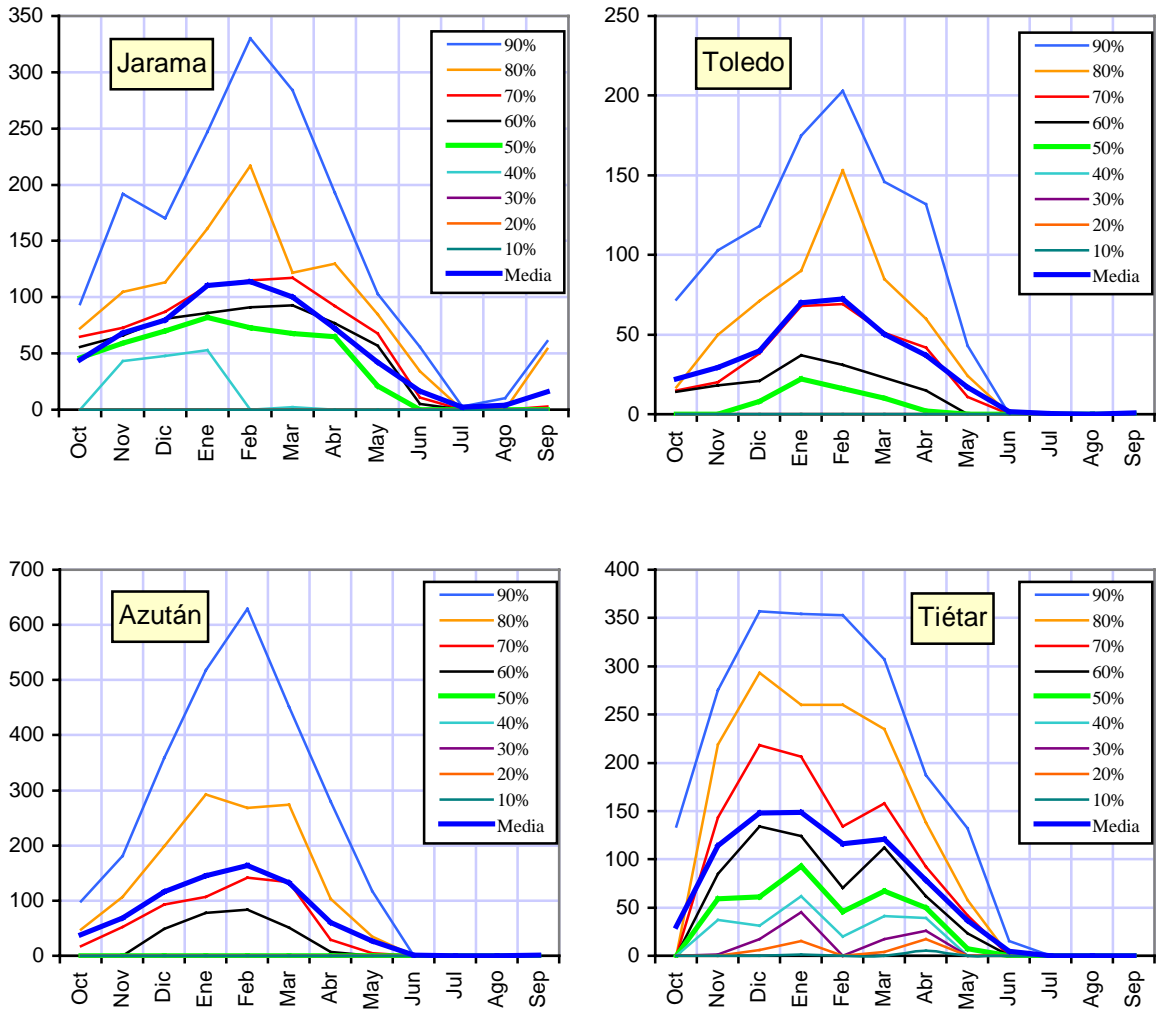 350
300
250
200
150
100
50
0
Jarama
90%
80%
70%
60%
50%
40%
30%
20%
10%
Media
Oct
Nov
Dic
Ene
Feb
Mar
Abr
May
Jun
Jul
Ago
Sep
250
200
150
100
50
0
Toledo
90%
80%
70%
60%
50%
40%
30%
20%
10%
Media
Oct
Nov
Dic
Ene
Feb
Mar
Abr
May
Jun
Jul
Ago
Sep
700
600
500
400
300
200
100
0
Azután
90%
80%
70%
60%
50%
40%
30%
20%
10%
Media
Oct
Nov
Dic
Ene
Feb
Mar
Abr
May
Jun
Jul
Ago
Sep
400
350
300
250
200
150
100
50
0
Tiétar
90%
80%
70%
60%
50%
40%
30%
20%
10%
Media
Oct
Nov
Dic
Ene
Feb
Mar
Abr
May
Jun
Jul
Ago
Sep